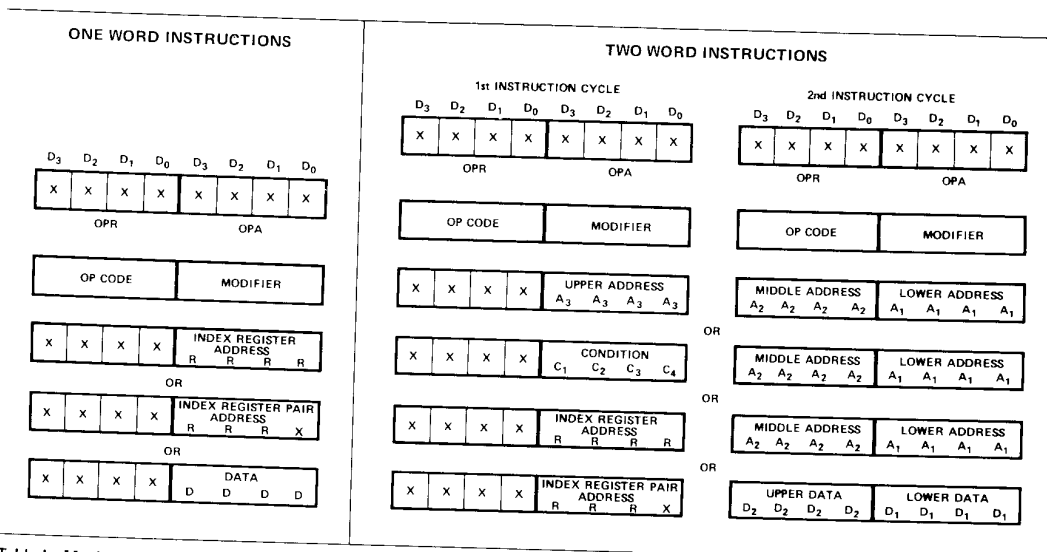 ONE WORD INSTRUCTIONS
D3 D2 D1 D0 D3 D2 D1 D0
X X X X X X X X
OPR OPA
OP CODE MODIFIER
X X X X INDEX REGISTER
ADDRESS
R R R R
OR
X X X X INDEX REGISTER PAIR
ADDRESS
R R R X
OR
X X X X DATA
D D D D
TWO WORD INSTRUCTIONS
1st INSTRUCTION CYCLE
D3 D2 D1 D0 D3 D2 D1 D0
X X X X X X X X
OPR OPA
OP CODE MODIFIER
X X X X UPPER ADDRESS
A3 A3 A3 A3
X X X X CONDITION
C1 C2 C3 C4
X X X X INDEX REGISTER
ADDRESS
R R R R
X X X X INDEX REGISTER PAIR
ADDRESS
R R R X
OR
OR
OR
2nd INSTRUCTION CYCLE
D3 D2 D1 D0 D3 D2 D1 D0
X X X X X X X X
OPR OPA
OP CODE MODIFIER
MIDDLE ADDRESS LOWER ADDRESS
A2 A2 A2 A2 A1 A1 A1 A1
MIDDLE ADDRESS LOWER ADDRESS
A2 A2 A2 A2 A1 A1 A1 A1
MIDDLE ADDRESS LOWER ADDRESS
A2 A2 A2 A2 A1 A1 A1 A1
UPPER DATA LOWER DATA
D2 D2 D2 D2 D1 D1 D1 D1